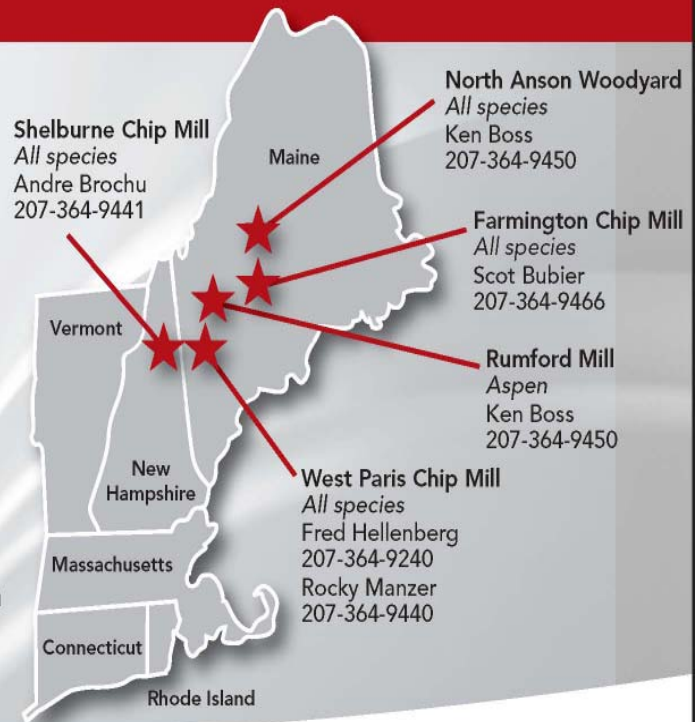 North Anson Woodyard
All species
Ken Boss
207-364-9450
Shelburne Chip Mill
All species
Andre Brochu
207-364-9441
Maine
Farmington Chip Mill
All species
Scot Bubier
207-364-9466
Vermont
Rumford Mill
Aspen
Ken Boss
207-364-9450
New
Hampshire
West Paris Chip Mill
All species
Fred Hellenberg
207-364-9240
Rocky Manzer
207-364-9440
Massachusetts
Connecticut
Rhode Island